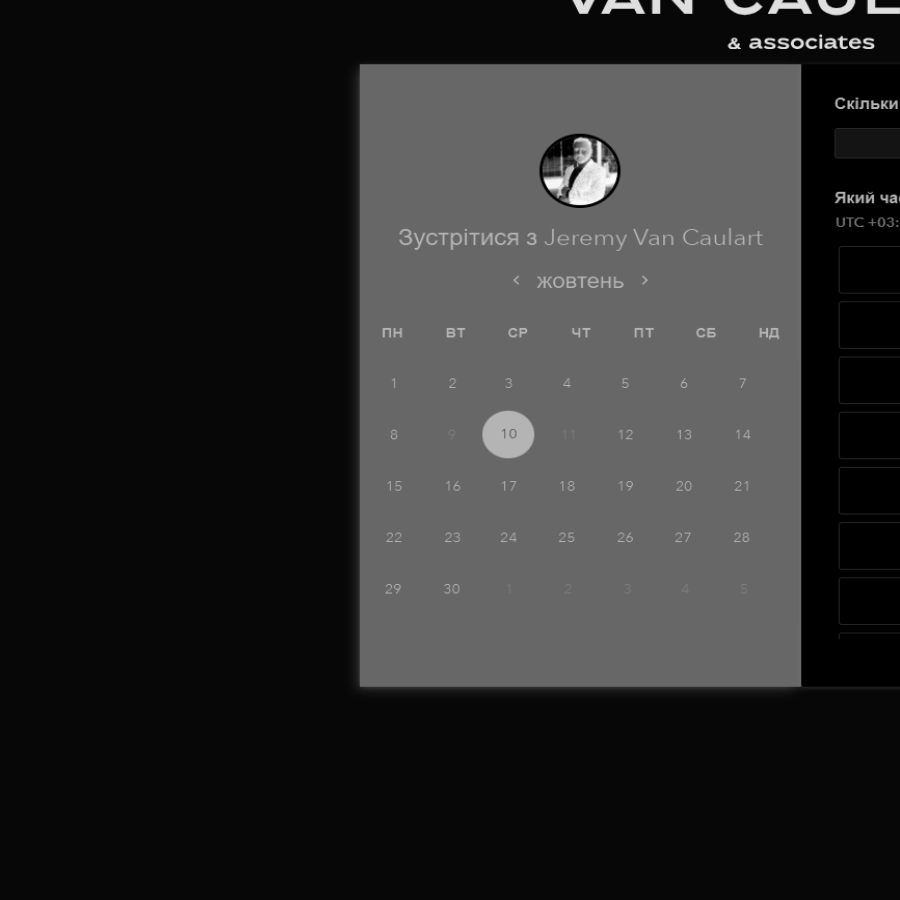 VAN CAUL
& associates
Зустрітися з Jeremy Van Caulart
жовтень
ПН ВТ СР ЧТ ПТ СБ НД
1 2 3 4 5 6 7
8 9 10 11 12 13 14
15 16 17 18 19 20 21
22 23 24 25 26 27 28
29 30 1 2 3 4 5
Скільки
Який ча
UTC +03: